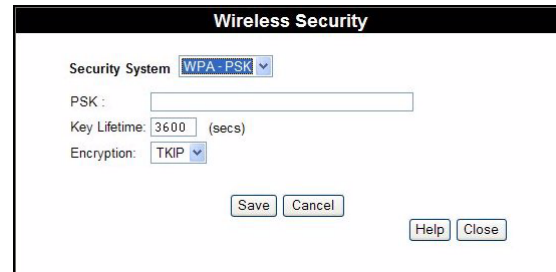 Wireless Security
Security System WPA - PSK
PSK :
Key Lifetime: 3600 (secs)
Encryption: TKIP
Save Cancel
Help Close